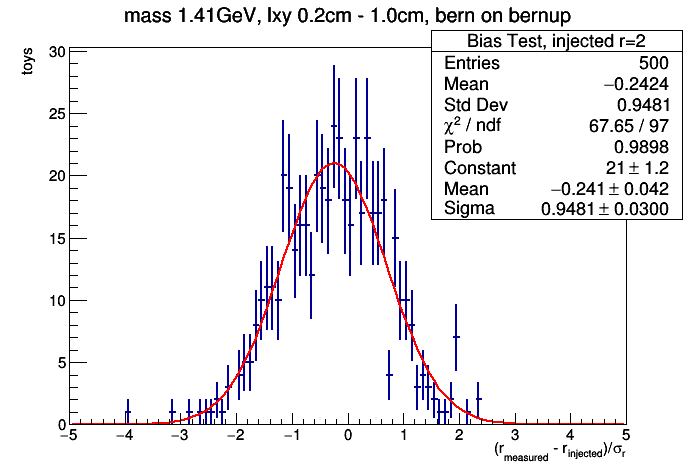 mass 1.41GeV, lxy 0.2cm - 1.0cm, bern on bernup
Bias Test, injected r=2
Entries 500
Mean −0.2424
Std Dev 0.9481
χ² / ndf 67.65 / 97
Prob 0.9898
Constant 21 ± 1.2
Mean −0.241 ± 0.042
Sigma 0.9481 ± 0.0300
toys
30
25
20
15
10
5
0
−5 −4 −3 −2 −1 0 1 2 3 4 5
(r_measured - r_injected)/σ_r